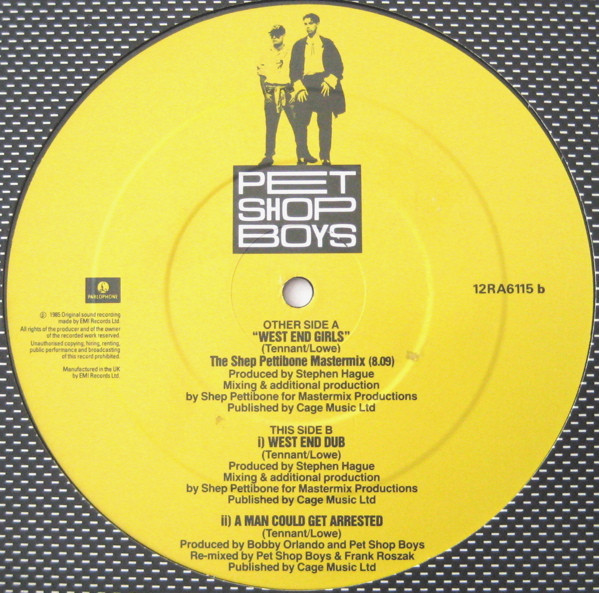 PET
SHOP
BOYS
PARLOPHONE
℗ 1985 Original sound recording
made by EMI Records Ltd.
All rights of the producer and of the owner
of the recorded work reserved.
Unauthorised copying, hiring, renting,
public performance and broadcasting
of this record prohibited.
Manufactured in the UK
by EMI Records Ltd.
12RA6115 b
OTHER SIDE A
"WEST END GIRLS"
(Tennant/Lowe)
The Shep Pettibone Mastermix (8.09)
Produced by Stephen Hague
Mixing & additional production
by Shep Pettibone for Mastermix Productions
Published by Cage Music Ltd
THIS SIDE B
i) WEST END DUB
(Tennant/Lowe)
Produced by Stephen Hague
Mixing & additional production
by Shep Pettibone for Mastermix Productions
Published by Cage Music Ltd
ii) A MAN COULD GET ARRESTED
(Tennant/Lowe)
Produced by Bobby Orlando and Pet Shop Boys
Re-mixed by Pet Shop Boys & Frank Roszak
Published by Cage Music Ltd